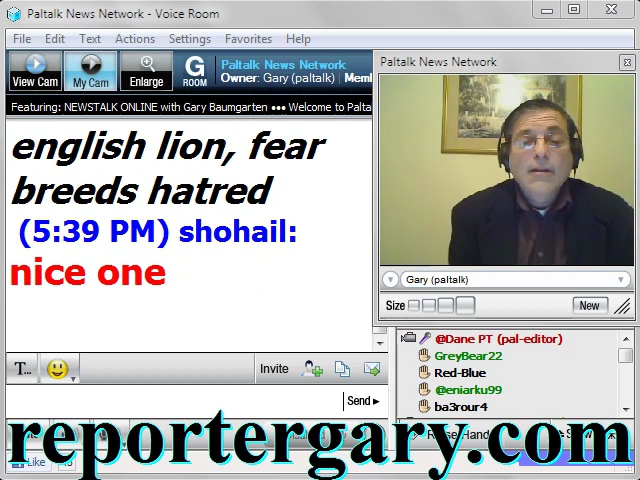 Paltalk News Network - Voice Room
File Edit Text Actions Settings Favorites Help
View Cam
My Cam
Enlarge
G
ROOM
Paltalk News Network
Owner: Gary (paltalk) | Memb
Featuring: NEWSTALK ONLINE with Gary Baumgarten ●●● Welcome to Palta
english lion, fear
breeds hatred
(5:39 PM) shohail:
nice one
Paltalk News Network
Gary (paltalk)
Size
New
@Dane PT (pal-editor)
GreyBear22
Red-Blue
@eniarku99
ba3rour4
T...
Invite
Send
reportergary.com
Like